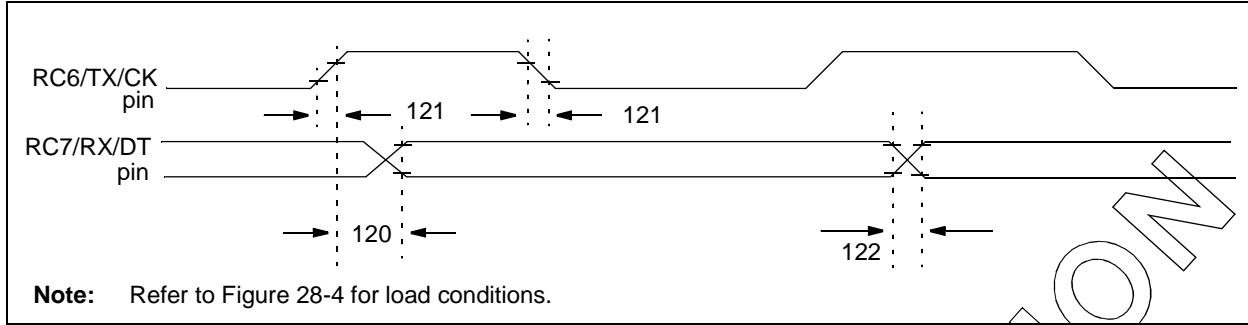 RC6/TX/CK
pin
121
121
RC7/RX/DT
pin
120
122
Note: Refer to Figure 28-4 for load conditions.
ON